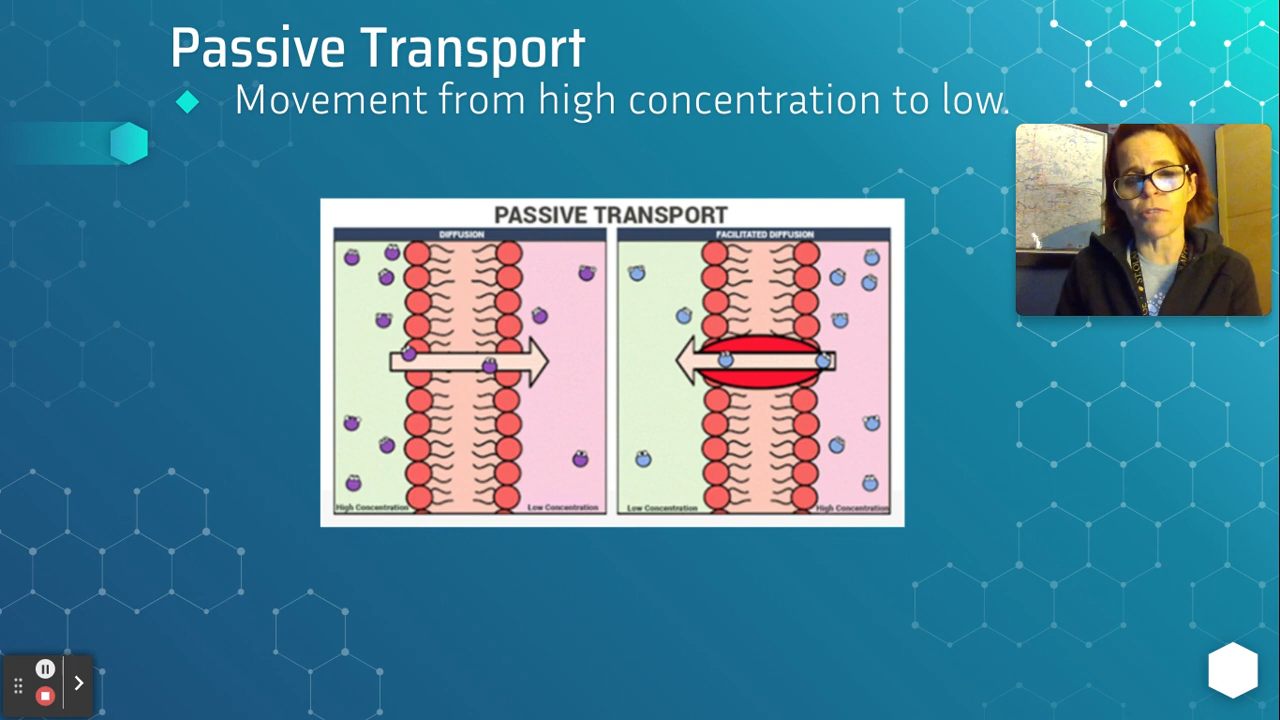 Passive Transport
Movement from high concentration to low.
PASSIVE TRANSPORT
DIFFUSION
FACILITATED DIFFUSION
High Concentration
Low Concentration
Low Concentration
High Concentration